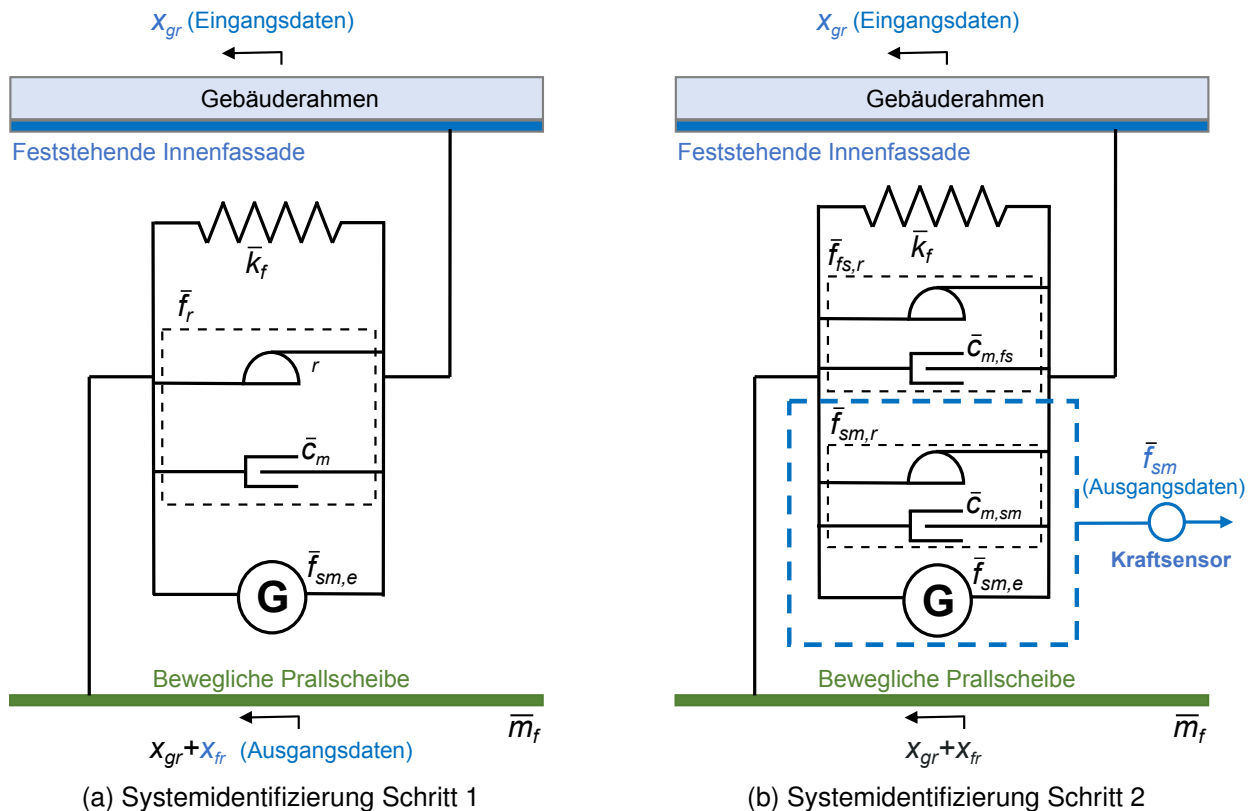 x_gr (Eingangsdaten)
Gebäuderahmen
Feststehende Innenfassade
k̄_f
f̄_r
r
c̄_m
f̄_sm,e
G
Bewegliche Prallscheibe
m̄_f
x_gr+x_fr (Ausgangsdaten)
(a) Systemidentifizierung Schritt 1
x_gr (Eingangsdaten)
Gebäuderahmen
Feststehende Innenfassade
k̄_f
f̄_fs,r
c̄_m,fs
f̄_sm,r
c̄_m,sm
f̄_sm
(Ausgangsdaten)
Kraftsensor
f̄_sm,e
G
Bewegliche Prallscheibe
m̄_f
x_gr+x_fr
(b) Systemidentifizierung Schritt 2